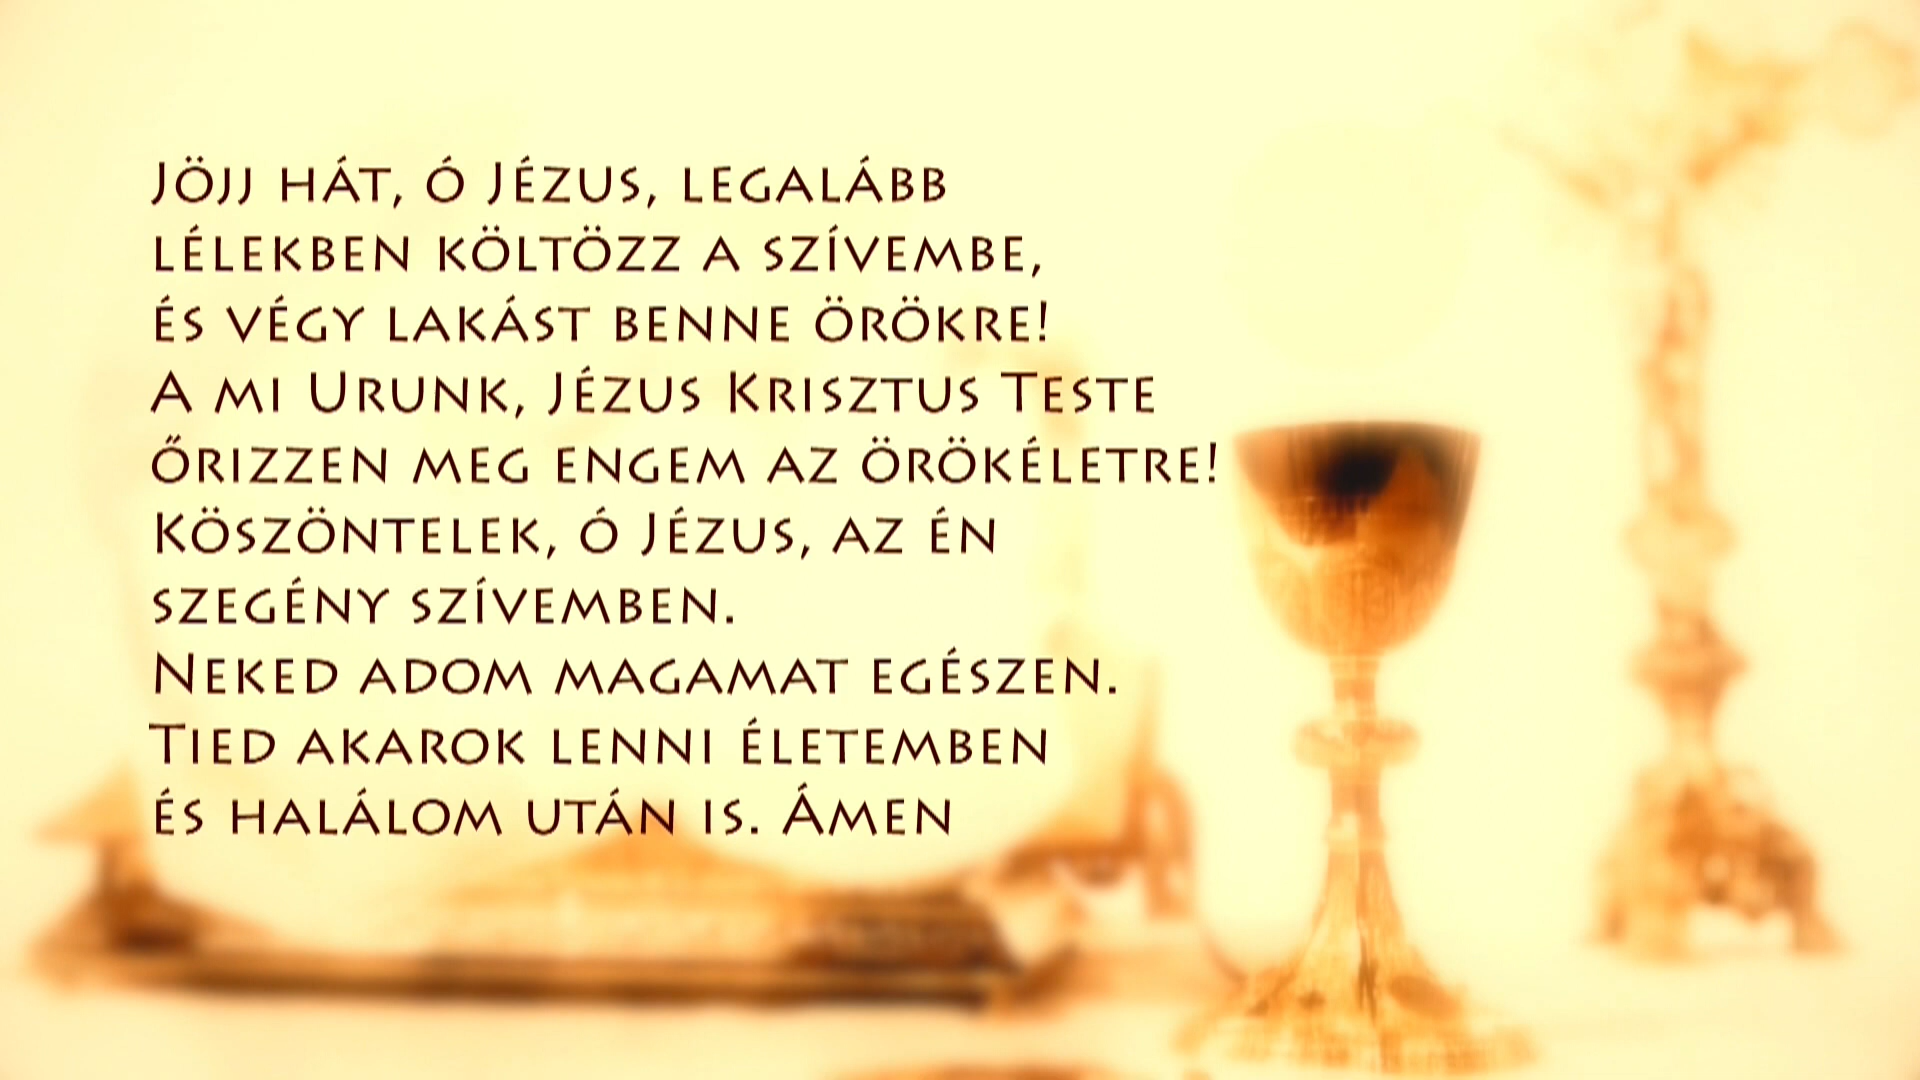 Jöjj hát, ó Jézus, legalább
lélekben költözz a szívembe,
és végy lakást benne örökre!
A mi Urunk, Jézus Krisztus Teste
őrizzen meg engem az örökéletre!
Köszöntelek, ó Jézus, az én
szegény szívemben.
Neked adom magamat egészen.
Tied akarok lenni életemben
és halálom után is. Ámen